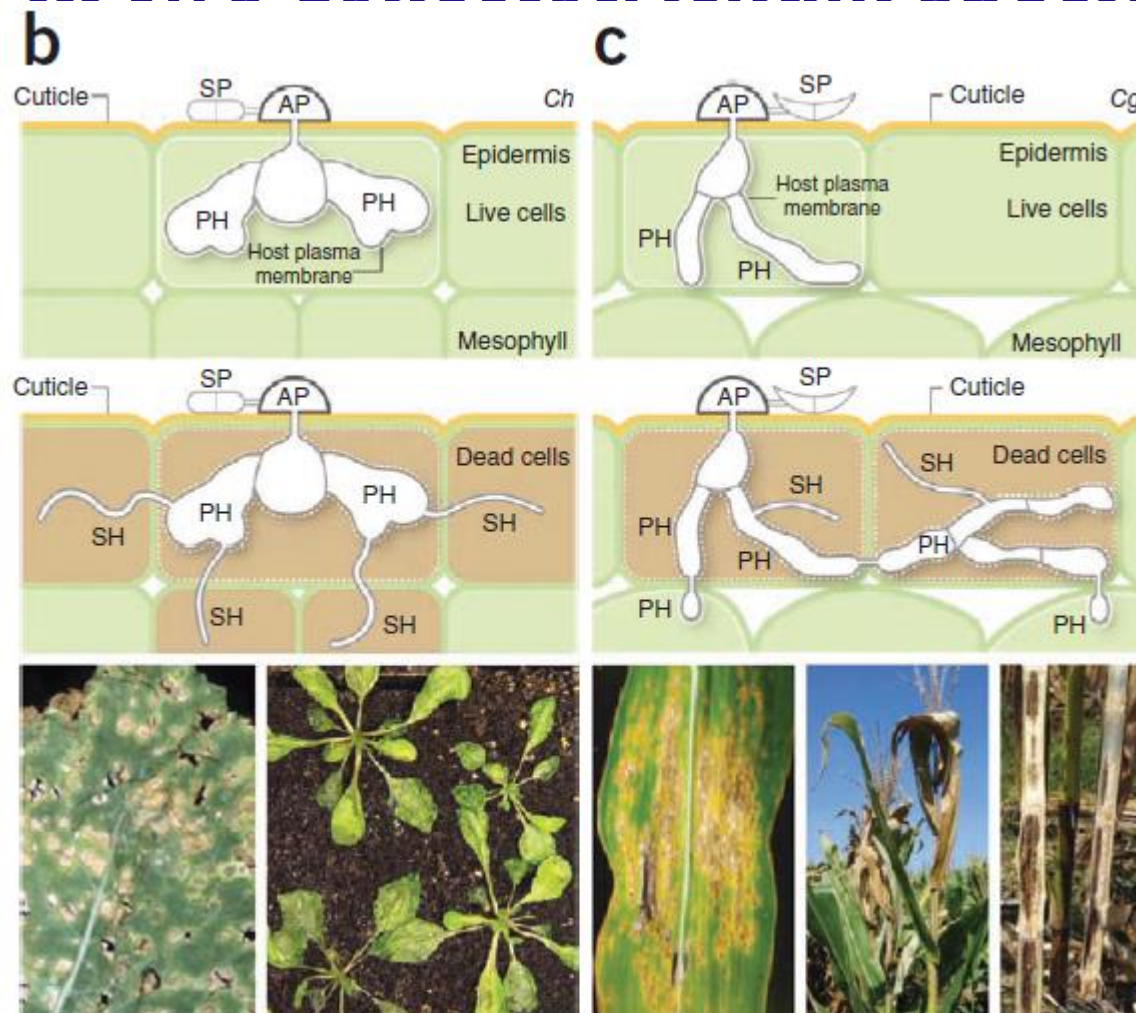 b
SP
Cuticle
AP
Ch
Epidermis
PH
PH
Live cells
Host plasma
membrane
Mesophyll
SP
Cuticle
AP
Dead cells
PH
PH
SH
SH
SH
SH
c
SP
AP
Cuticle
Cg
Epidermis
Host plasma
membrane
Live cells
PH
PH
Mesophyll
SP
AP
Cuticle
SH
Dead cells
SH
PH
PH
PH
PH
PH